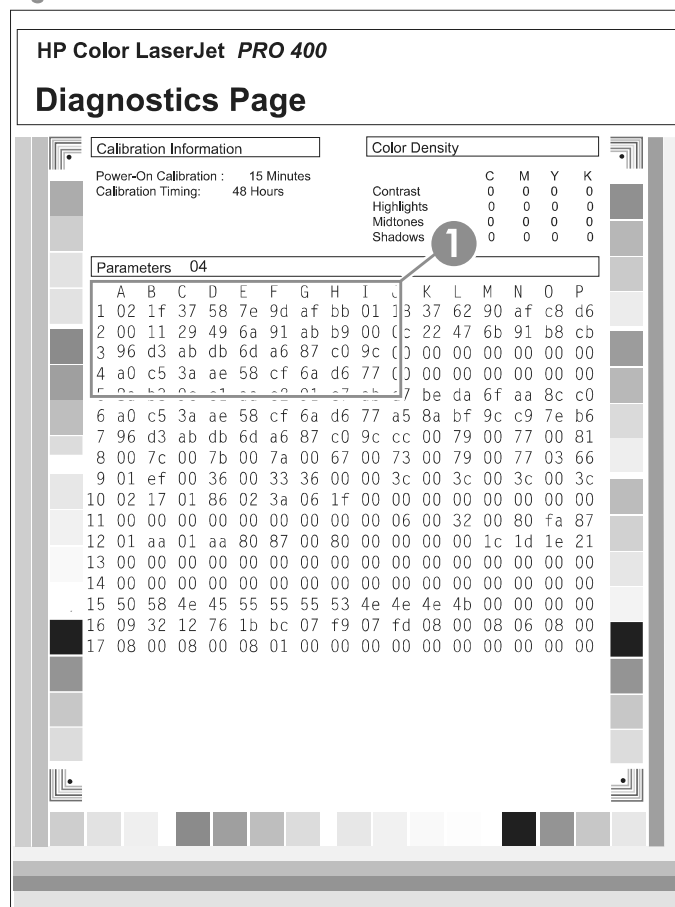 HP Color LaserJet PRO 400
Diagnostics Page
Calibration Information
Power-On Calibration : 15 Minutes
Calibration Timing: 48 Hours
Color Density
C M Y K
Contrast 0 0 0 0
Highlights 0 0 0 0
Midtones 0 0 0 0
Shadows 0 0 0 0
1
Parameters 04
A B C D E F G H I J K L M N O P
1 02 1f 37 58 7e 9d af bb 01 13 37 62 90 af c8 d6
2 00 11 29 49 6a 91 ab b9 00 0c 22 47 6b 91 b8 cb
3 96 d3 ab db 6d a6 87 c0 9c 00 00 00 00 00 00 00
4 a0 c5 3a ae 58 cf 6a d6 77 00 00 00 00 00 00 00
5 be da 6f aa 8c c0
6 a0 c5 3a ae 58 cf 6a d6 77 a5 8a bf 9c c9 7e b6
7 96 d3 ab db 6d a6 87 c0 9c cc 00 79 00 77 00 81
8 00 7c 00 7b 00 7a 00 67 00 73 00 79 00 77 03 66
9 01 ef 00 36 00 33 36 00 00 3c 00 3c 00 3c 00 3c
10 02 17 01 86 02 3a 06 1f 00 00 00 00 00 00 00 00
11 00 00 00 00 00 00 00 00 00 06 00 32 00 80 fa 87
12 01 aa 01 aa 80 87 00 80 00 00 00 00 1c 1d 1e 21
13 00 00 00 00 00 00 00 00 00 00 00 00 00 00 00 00
14 00 00 00 00 00 00 00 00 00 00 00 00 00 00 00 00
15 50 58 4e 45 55 55 55 53 4e 4e 4e 4b 00 00 00 00
16 09 32 12 76 1b bc 07 f9 07 fd 08 00 08 06 08 00
17 08 00 08 00 08 01 00 00 00 00 00 00 00 00 00 00